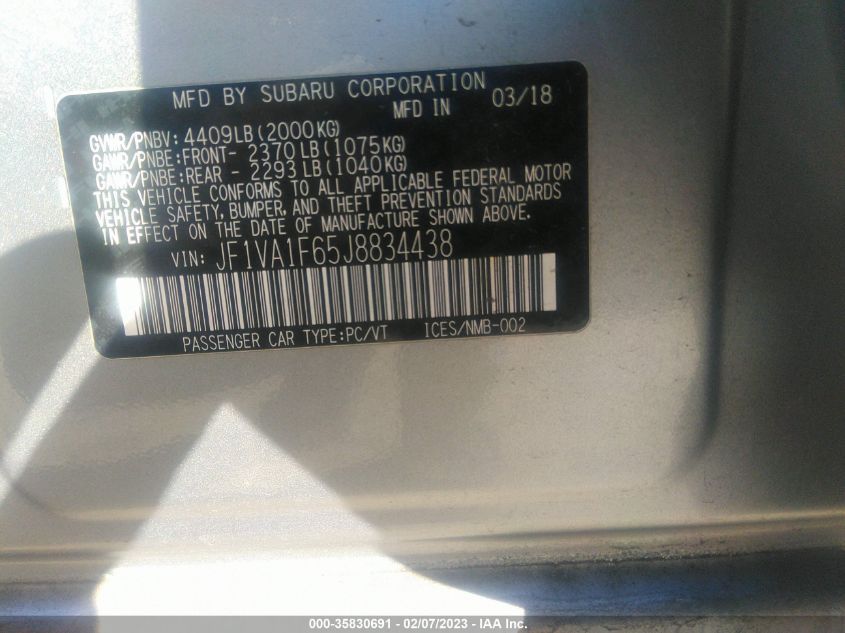 MFD BY SUBARU CORPORATION
MFD IN 03/18
GVWR/PNBV: 4409LB(2000KG)
GAWR/PNBE:FRONT- 2370LB(1075KG)
GAWR/PNBE:REAR - 2293LB(1040KG)
THIS VEHICLE CONFORMS TO ALL APPLICABLE FEDERAL MOTOR
VEHICLE SAFETY, BUMPER, AND THEFT PREVENTION STANDARDS
IN EFFECT ON THE DATE OF MANUFACTURE SHOWN ABOVE.
VIN: JF1VA1F65J8834438
PASSENGER CAR TYPE:PC/VT ICES/NMB-002
000-35830691 - 02/07/2023 - IAA Inc.